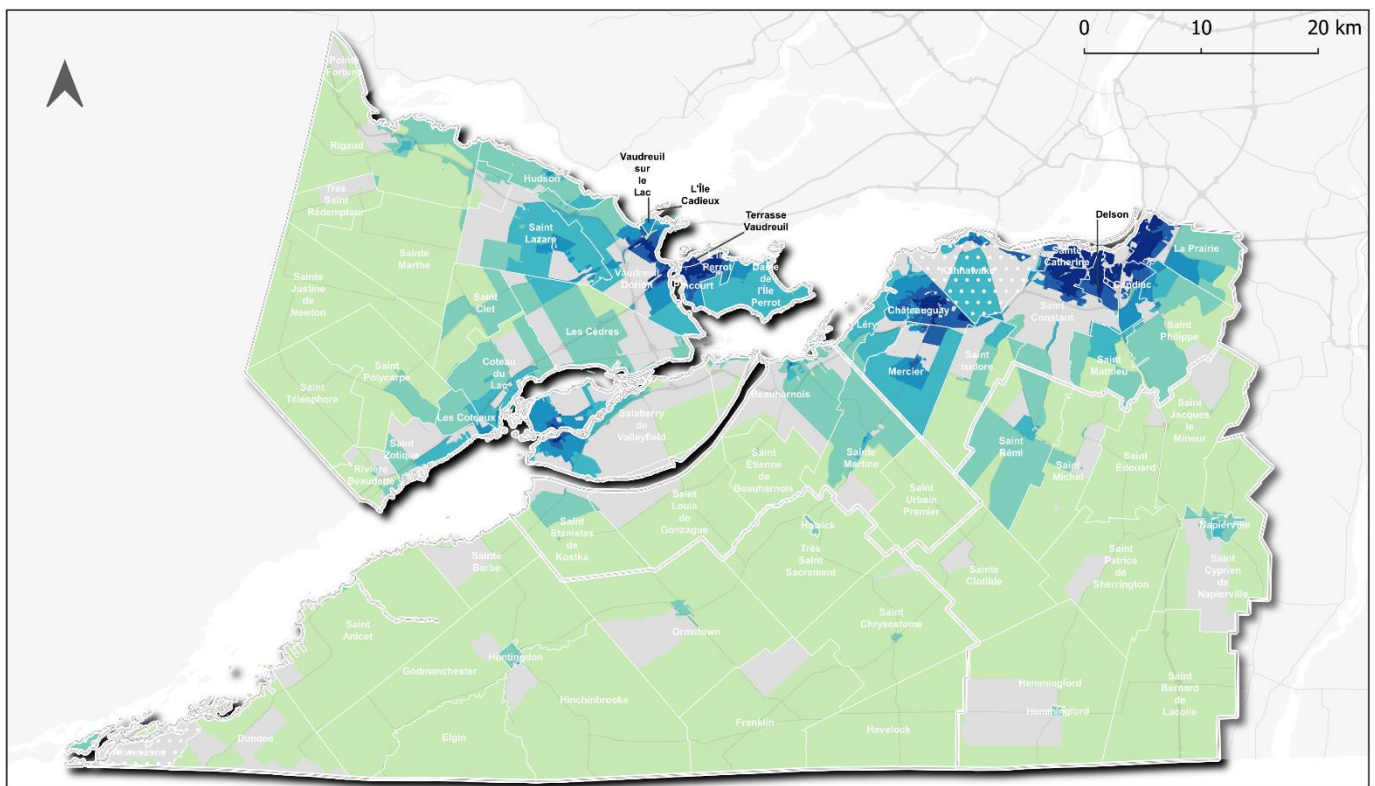 0 10 20 km
Pointe
Fortune
Rigaud
Très
Saint
Rédempteur
Hudson
Vaudreuil
sur
le
Lac
L'Île
Cadieux
Terrasse
Vaudreuil
Saint
Lazare
Sainte
Marthe
Sainte
Justine
de
Newton
Vaudreuil
Dorion
Perrot
Pincourt
Dame
de
l'Île
Perrot
Saint
Clet
Les Cèdres
Coteau
du
Lac
Saint
Polycarpe
Saint
Télesphore
Les Coteaux
Saint
Zotique
Rivière
Beaudette
Delson
La Prairie
Sainte
Catherine
Candiac
Kahnawake
Châteauguay
Saint
Constant
Saint
Philippe
Léry
Mercier
Saint
Isidore
Saint
Mathieu
Saint
Jacques
le
Mineur
Beauharnois
Salaberry
de
Valleyfield
Saint
Étienne
de
Beauharnois
Sainte
Martine
Saint
Rémi
Saint
Michel
Saint
Édouard
Saint
Urbain
Premier
Saint
Louis
de
Gonzague
Saint
Stanislas
de
Kostka
Howick
Très
Saint
Sacrement
Napierville
Sainte
Barbe
Sainte
Clotilde
Saint
Patrice
de
Sherrington
Saint
Cyprien
de
Napierville
Saint
Anicet
Ormstown
Saint
Chrysostome
Godmanchester
Huntingdon
Hinchinbrooke
Hemmingford
Hemmingford
Saint
Bernard
de
Lacolle
Dundee
Elgin
Franklin
Havelock
Akwesasne